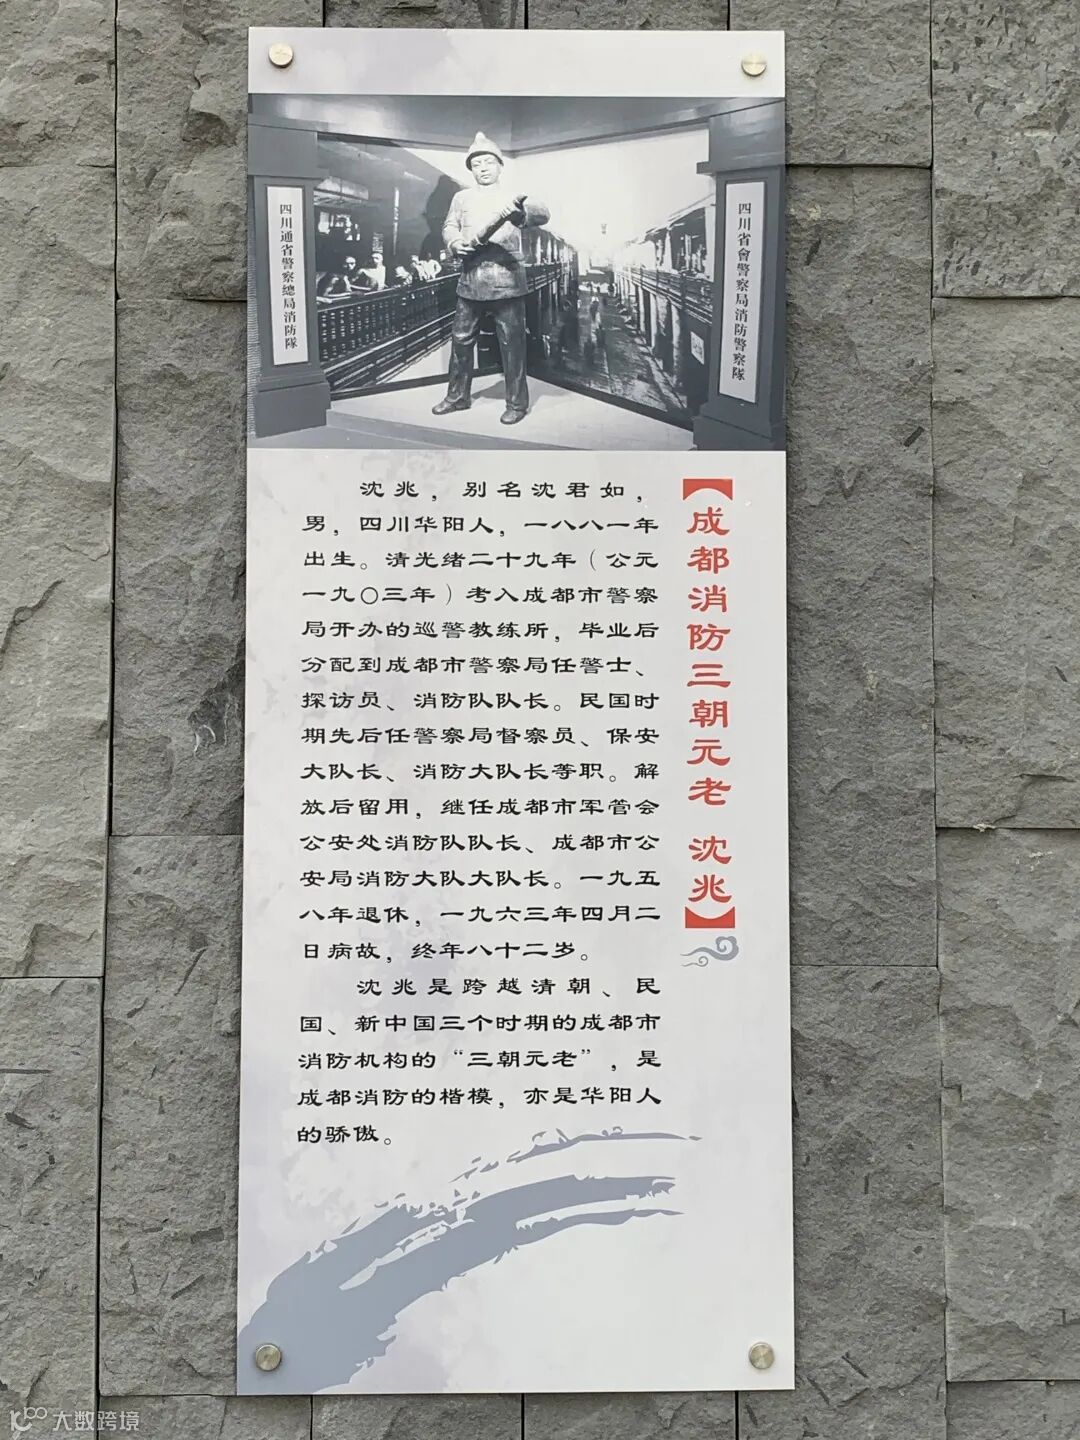 四川通省警察總局消防隊
四川省會警察局消防警察隊
【成都消防三朝元老 沈兆】
沈兆，别名沈君如，
男，四川华阳人，一八八一年
出生。清光绪二十九年（公元
一九〇三年）考入成都市警察
局开办的巡警教练所，毕业后
分配到成都市警察局任警士、
探访员、消防队队长。民国时
期先后任警察局督察员、保安
大队长、消防大队长等职。解
放后留用，继任成都市军管会
公安处消防队队长、成都市公
安局消防大队大队长。一九五
八年退休，一九六三年四月二
日病故，终年八十二岁。
沈兆是跨越清朝、民
国、新中国三个时期的成都市
消防机构的“三朝元老”，是
成都消防的楷模，亦是华阳人
的骄傲。
大数跨境